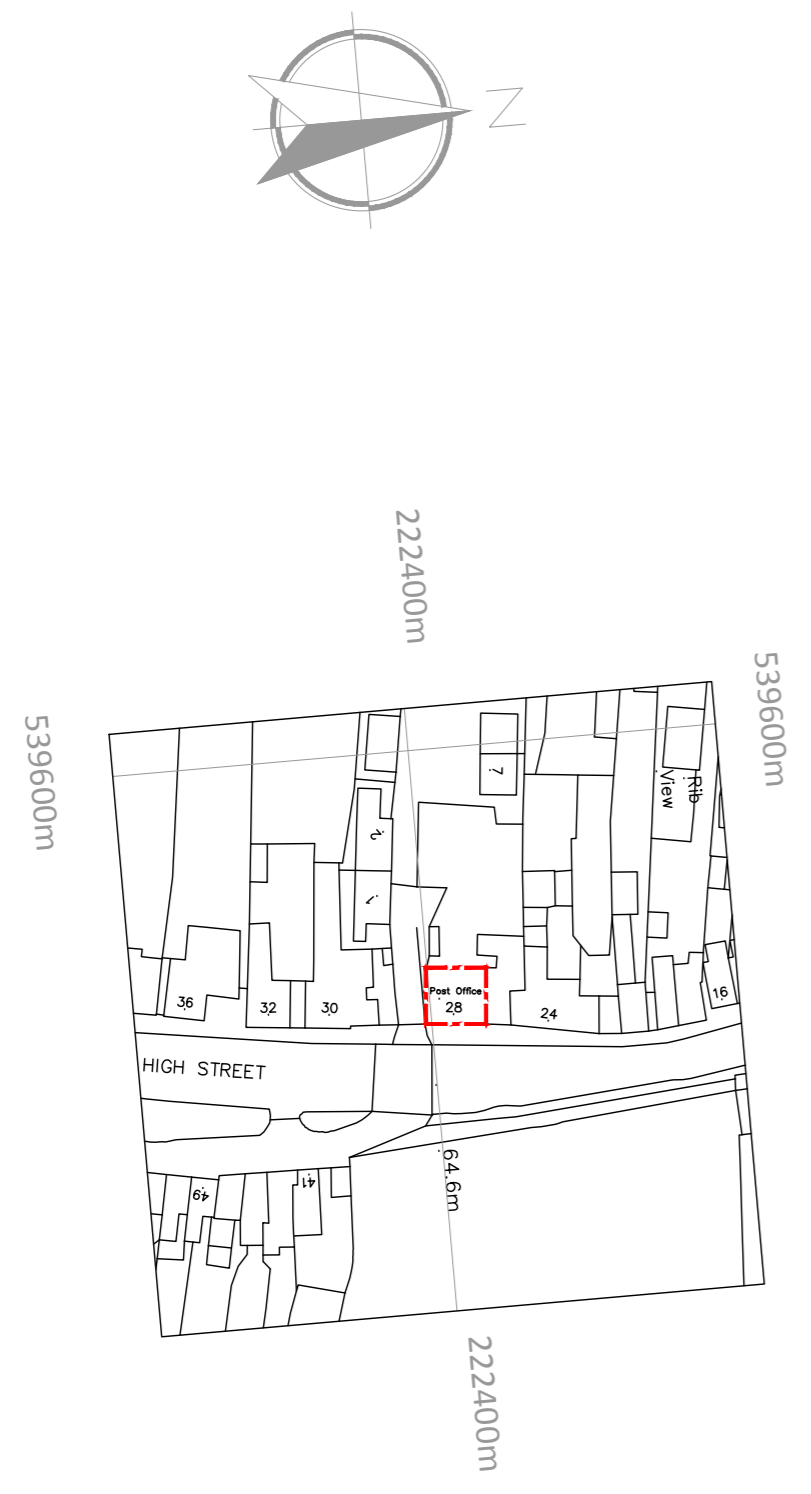 N
222400m
539600m
539600m
7
Rib
View
2
1
Post Office
36
32
30
28
24
16
HIGH STREET
64.6m
49
41
222400m